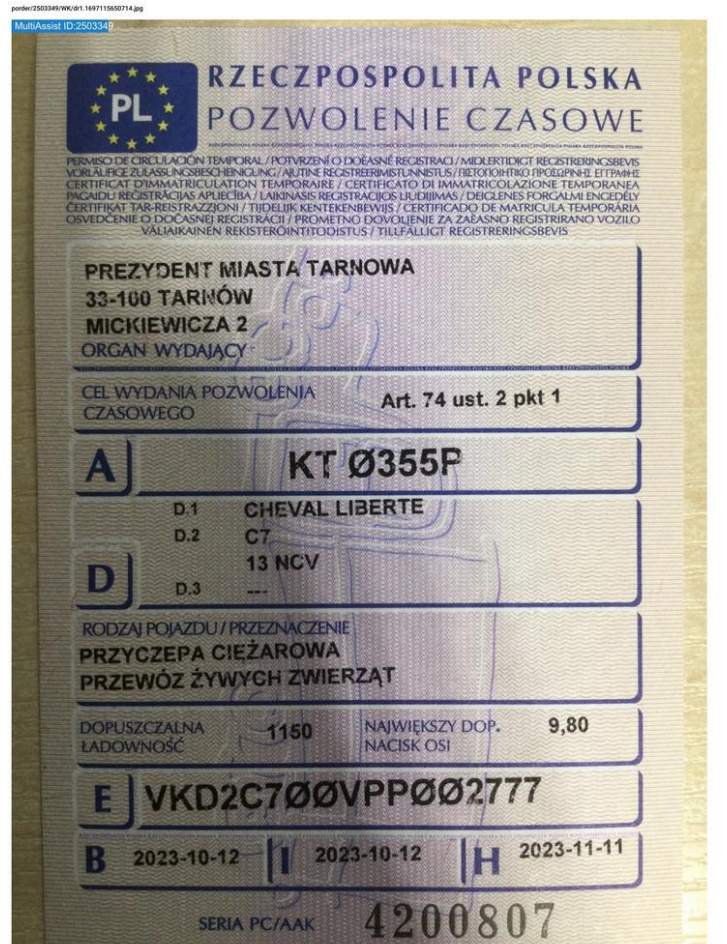 porder/2503349/WK/dr1.1697115650714.jpg
MultiAssist ID:2503349
PL
RZECZPOSPOLITA POLSKA
POZWOLENIE CZASOWE
PERMISO DE CIRCULACIÓN TEMPORAL / POTVRZENÍ O DOČASNÉ REGISTRACI / MIDLERTIDIGT REGISTRERINGSBEVIS
VORLÄUFIGE ZULASSUNGSBESCHEINIGUNG / AJUTINE REGISTREERIMISTUNNISTUS / ΠΙΣΤΟΠΟΙΗΤΙΚΟ ΠΡΟΣΩΡΙΝΗΣ ΕΓΓΡΑΦΗΣ
CERTIFICAT D'IMMATRICULATION TEMPORAIRE / CERTIFICATO DI IMMATRICOLAZIONE TEMPORANEA
PAGAIDU REĢISTRĀCIJAS APLIECĪBA / LAIKINASIS REGISTRACIJOS LIUDIJIMAS / IDEIGLENES FORGALMI ENGEDÉLY
ĊERTIFIKAT TAR-REĠISTRAZZJONI / TIJDELIJK KENTEKENBEWIJS / CERTIFICADO DE MATRICULA TEMPORÁRIA
OSVEDČENIE O DOČASNEJ REGISTRÁCII / PROMETNO DOVOLJENJE ZA ZAČASNO REGISTRIRANO VOZILO
VÄLIAIKAINEN REKISTERÖINTITODISTUS / TILLFÄLLIGT REGISTRERINGSBEVIS
PREZYDENT MIASTA TARNOWA
33-100 TARNÓW
MICKIEWICZA 2
ORGAN WYDAJĄCY
CEL WYDANIA POZWOLENIA CZASOWEGO Art. 74 ust. 2 pkt 1
A KT Ø355P
D.1 CHEVAL LIBERTE
D.2 C7
13 NCV
D
D.3 ---
RODZAJ POJAZDU / PRZEZNACZENIE
PRZYCZEPA CIĘŻAROWA
PRZEWÓZ ŻYWYCH ZWIERZĄT
DOPUSZCZALNA ŁADOWNOŚĆ 1150 NAJWIĘKSZY DOP. NACISK OSI 9,80
E VKD2C7ØØVPPØØ2777
B 2023-10-12 I 2023-10-12 H 2023-11-11
SERIA PC/AAK 4200807